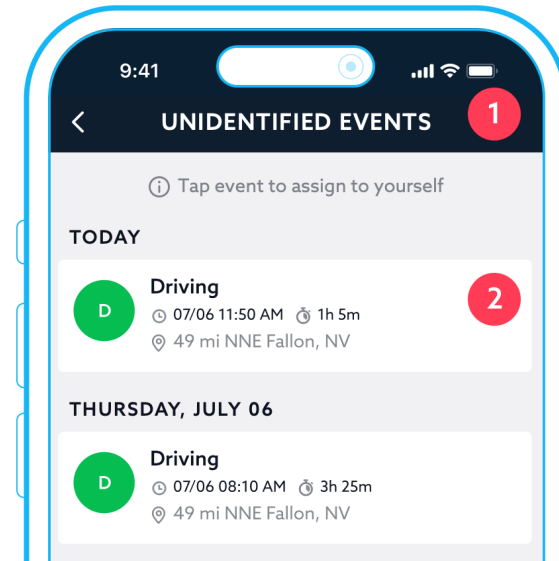 9:41
UNIDENTIFIED EVENTS
1
Tap event to assign to yourself
TODAY
D
Driving
07/06 11:50 AM 1h 5m
49 mi NNE Fallon, NV
2
THURSDAY, JULY 06
D
Driving
07/06 08:10 AM 3h 25m
49 mi NNE Fallon, NV